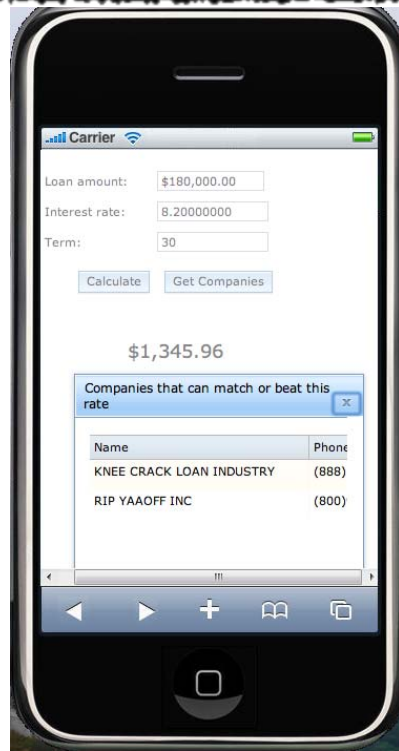 Carrier
Loan amount: $180,000.00
Interest rate: 8.20000000
Term: 30
Calculate Get Companies
$1,345.96
Companies that can match or beat this
rate x
Name Phone
KNEE CRACK LOAN INDUSTRY (888)
RIP YAAOFF INC (800)